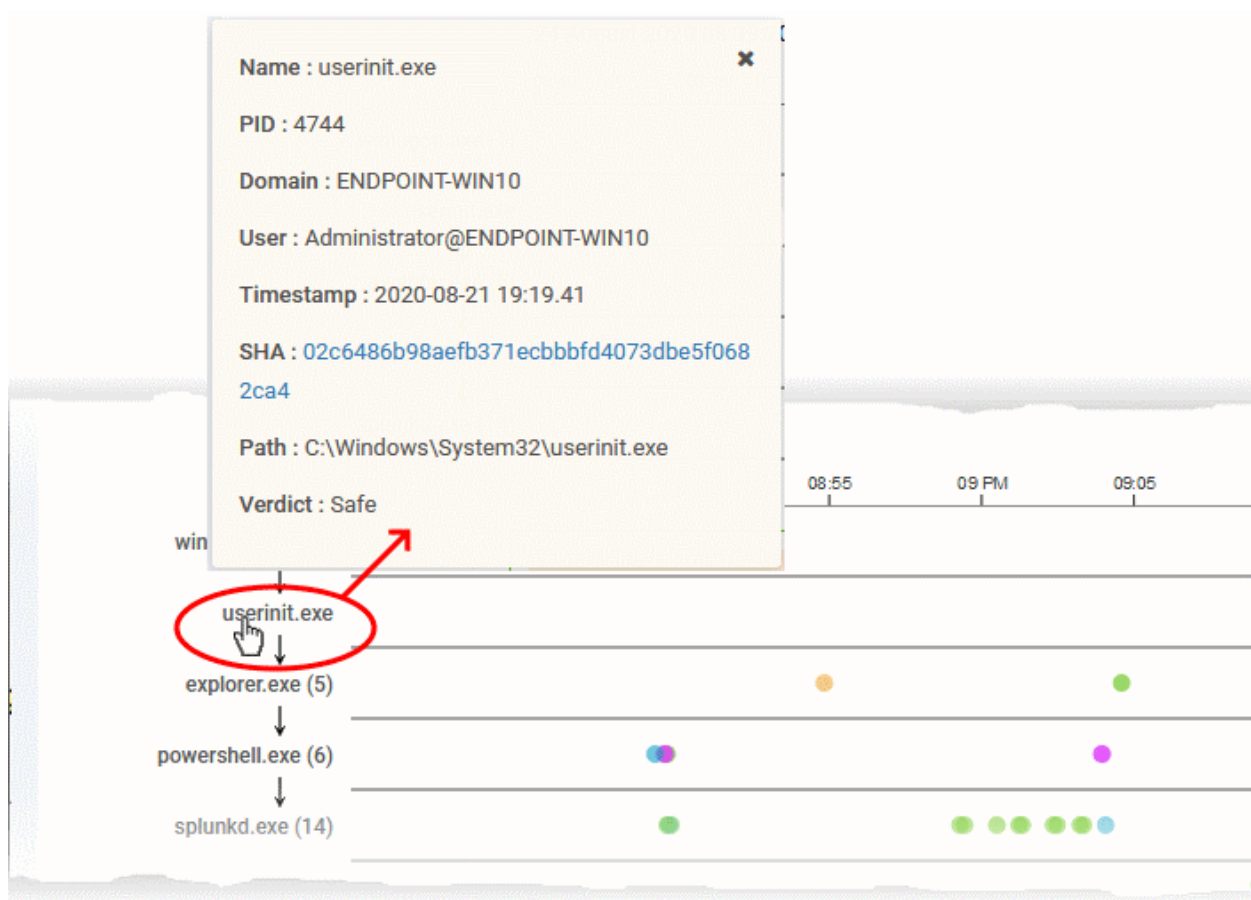 Name : userinit.exe
PID : 4744
Domain : ENDPOINT-WIN10
User : Administrator@ENDPOINT-WIN10
Timestamp : 2020-08-21 19:19.41
SHA : 02c6486b98aefb371ecbbbfd4073dbe5f068
2ca4
Path : C:\Windows\System32\userinit.exe
Verdict : Safe
08:55 09 PM 09:05
win
userinit.exe
explorer.exe (5)
powershell.exe (6)
splunkd.exe (14)